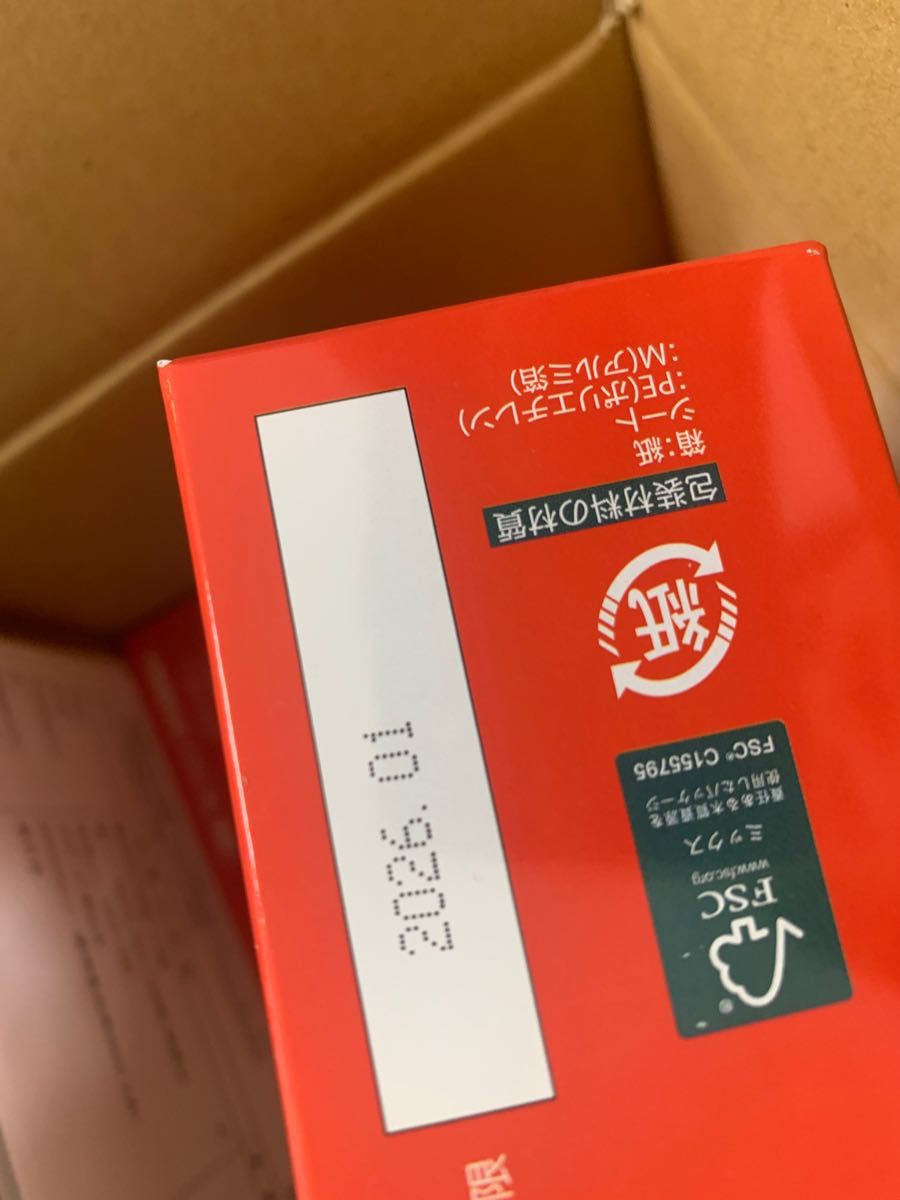 包装材料の材質
箱:紙
シート
:PE(ポリエチレン)
:M(アルミ箔)
紙
2026.01
限
FSC
www.fsc.org
ミックス
責任ある木質資源を
使用したパッケージ
FSC® C155795